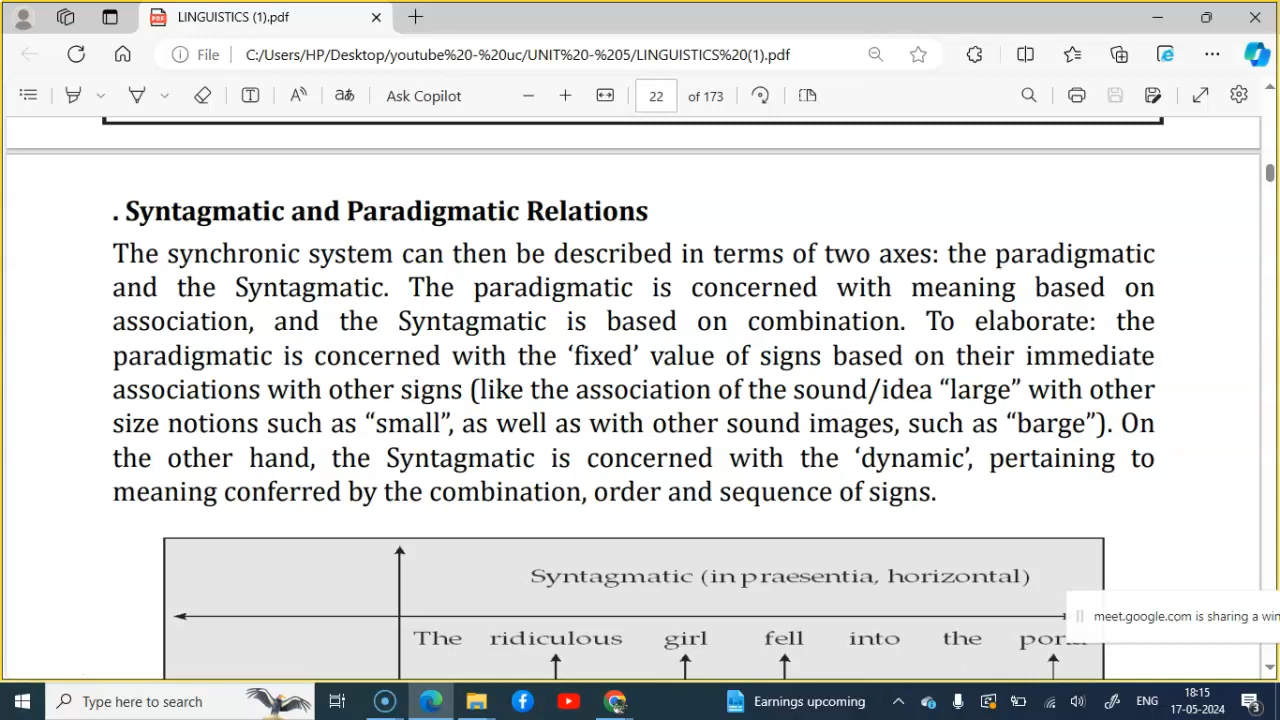 LINGUISTICS (1).pdf
File C:/Users/HP/Desktop/youtube%20-%20uc/UNIT%20-%205/LINGUISTICS%20(1).pdf
Ask Copilot 22 of 173
. Syntagmatic and Paradigmatic Relations
The synchronic system can then be described in terms of two axes: the paradigmatic
and the Syntagmatic. The paradigmatic is concerned with meaning based on
association, and the Syntagmatic is based on combination. To elaborate: the
paradigmatic is concerned with the ‘fixed’ value of signs based on their immediate
associations with other signs (like the association of the sound/idea “large” with other
size notions such as “small”, as well as with other sound images, such as “barge”). On
the other hand, the Syntagmatic is concerned with the ‘dynamic’, pertaining to
meaning conferred by the combination, order and sequence of signs.
Syntagmatic (in praesentia, horizontal)
meet.google.com is sharing a win
The ridiculous girl fell into the
Type here to search
Earnings upcoming
ENG
18:15
17-05-2024
3